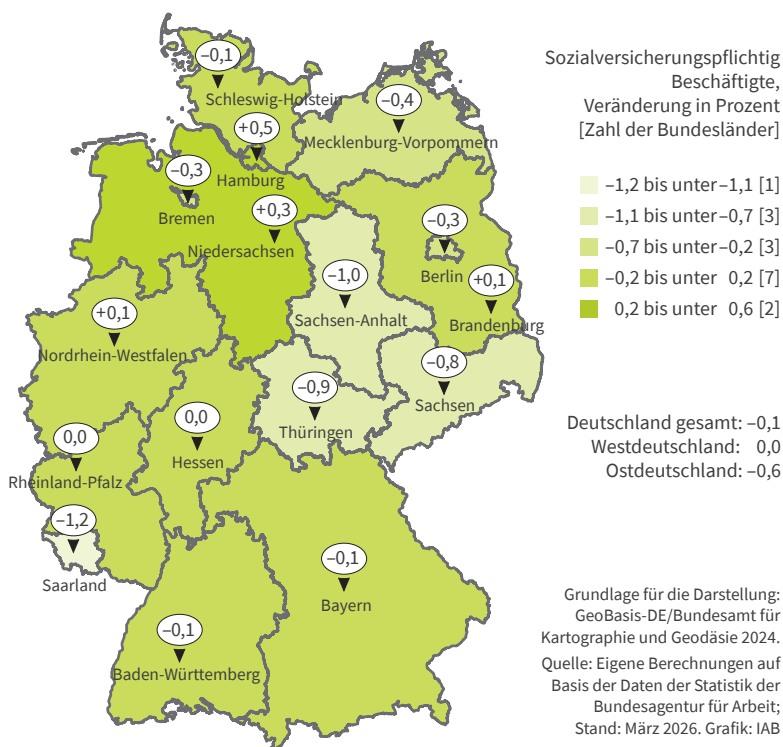 –0,1
Schleswig-Holstein
–0,4
Mecklenburg-Vorpommern
+0,5
Hamburg
–0,3
Bremen
+0,3
Niedersachsen
–0,3
Berlin
+0,1
Brandenburg
–1,0
Sachsen-Anhalt
+0,1
Nordrhein-Westfalen
–0,8
Sachsen
–0,9
Thüringen
0,0
Hessen
0,0
Rheinland-Pfalz
–1,2
Saarland
–0,1
Bayern
–0,1
Baden-Württemberg
Sozialversicherungspflichtig
Beschäftigte,
Veränderung in Prozent
[Zahl der Bundesländer]
–1,2 bis unter –1,1 [1]
–1,1 bis unter –0,7 [3]
–0,7 bis unter –0,2 [3]
–0,2 bis unter 0,2 [7]
0,2 bis unter 0,6 [2]
Deutschland gesamt: –0,1
Westdeutschland: 0,0
Ostdeutschland: –0,6
Grundlage für die Darstellung:
GeoBasis-DE/Bundesamt für
Kartographie und Geodäsie 2024.
Quelle: Eigene Berechnungen auf
Basis der Daten der Statistik der
Bundesagentur für Arbeit;
Stand: März 2026. Grafik: IAB